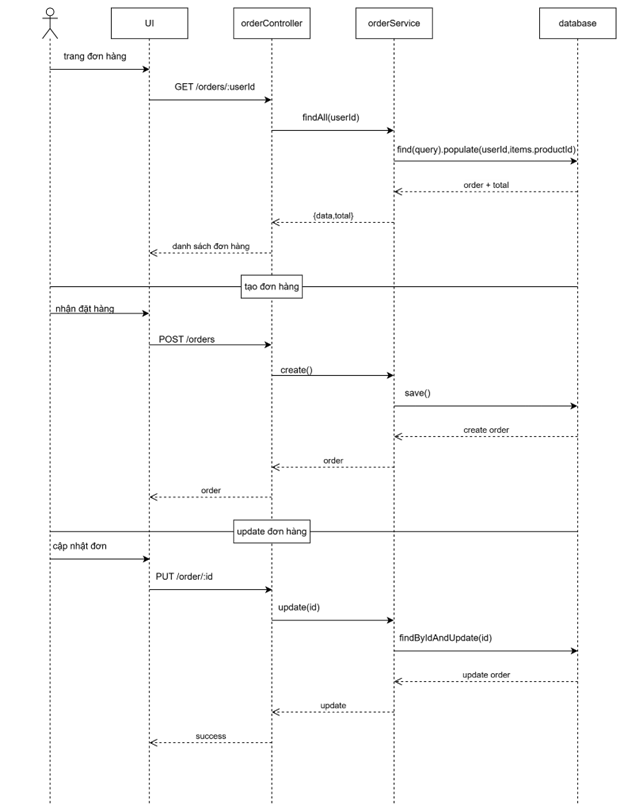 UI
orderController
orderService
database
trang đơn hàng
GET /orders/:userId
findAll(userId)
find(query).populate(userId,items.productId)
order + total
{data,total}
danh sách đơn hàng
tạo đơn hàng
nhận đặt hàng
POST /orders
create()
save()
create order
order
order
update đơn hàng
cập nhật đơn
PUT /order/:id
update(id)
findByIdAndUpdate(id)
update order
update
success